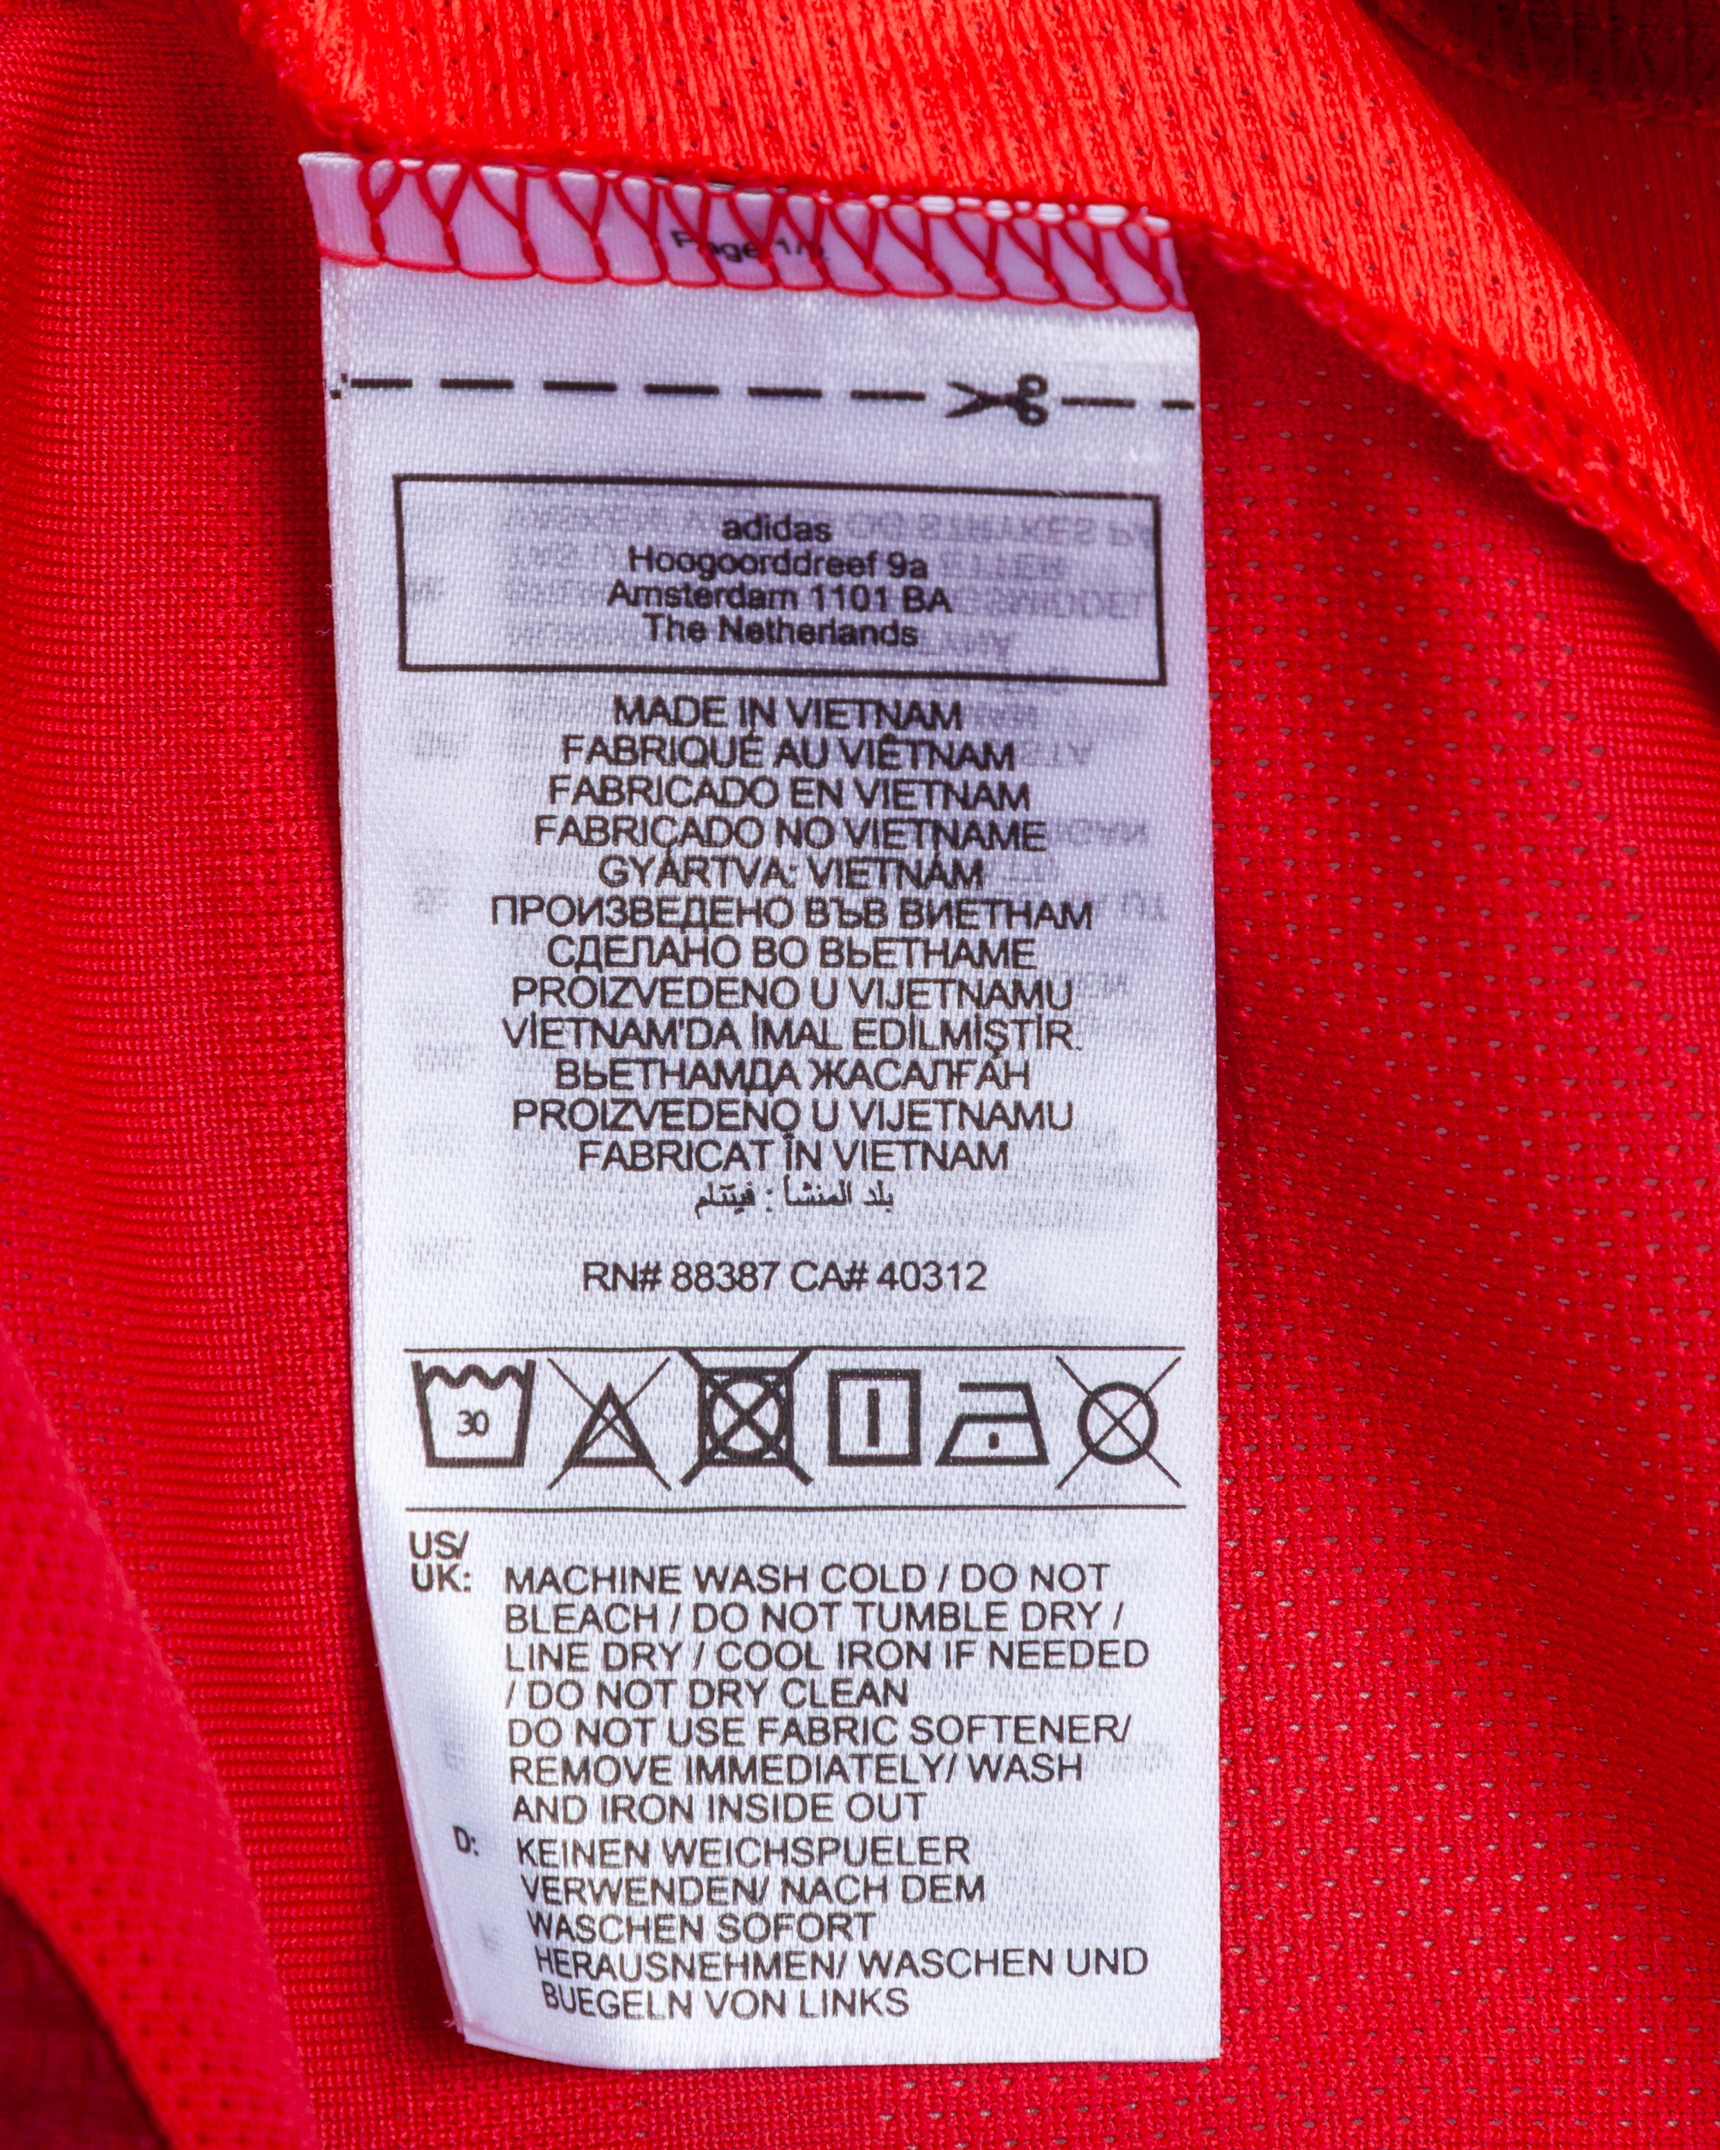 adidas
Hoogoorddreef 9a
Amsterdam 1101 BA
The Netherlands
MADE IN VIETNAM
FABRIQUÉ AU VIÊTNAM
FABRICADO EN VIETNAM
FABRICADO NO VIETNAME
GYÁRTVA: VIETNÁM
ПРОИЗВЕДЕНО ВЪВ ВИЕТНАМ
СДЕЛАНО ВО ВЬЕТНАМЕ
PROIZVEDENO U VIJETNAMU
VİETNAM'DA İMAL EDİLMİŞTİR.
ВЬЕТНАМДА ЖАСАЛҒАН
PROIZVEDENO U VIJETNAMU
FABRICAT ÎN VIETNAM
بلد المنشأ : فيتنام
RN# 88387 CA# 40312
30
US/
UK: MACHINE WASH COLD / DO NOT
BLEACH / DO NOT TUMBLE DRY /
LINE DRY / COOL IRON IF NEEDED
/ DO NOT DRY CLEAN
DO NOT USE FABRIC SOFTENER/
REMOVE IMMEDIATELY/ WASH
AND IRON INSIDE OUT
D: KEINEN WEICHSPUELER
VERWENDEN/ NACH DEM
WASCHEN SOFORT
HERAUSNEHMEN/ WASCHEN UND
BUEGELN VON LINKS